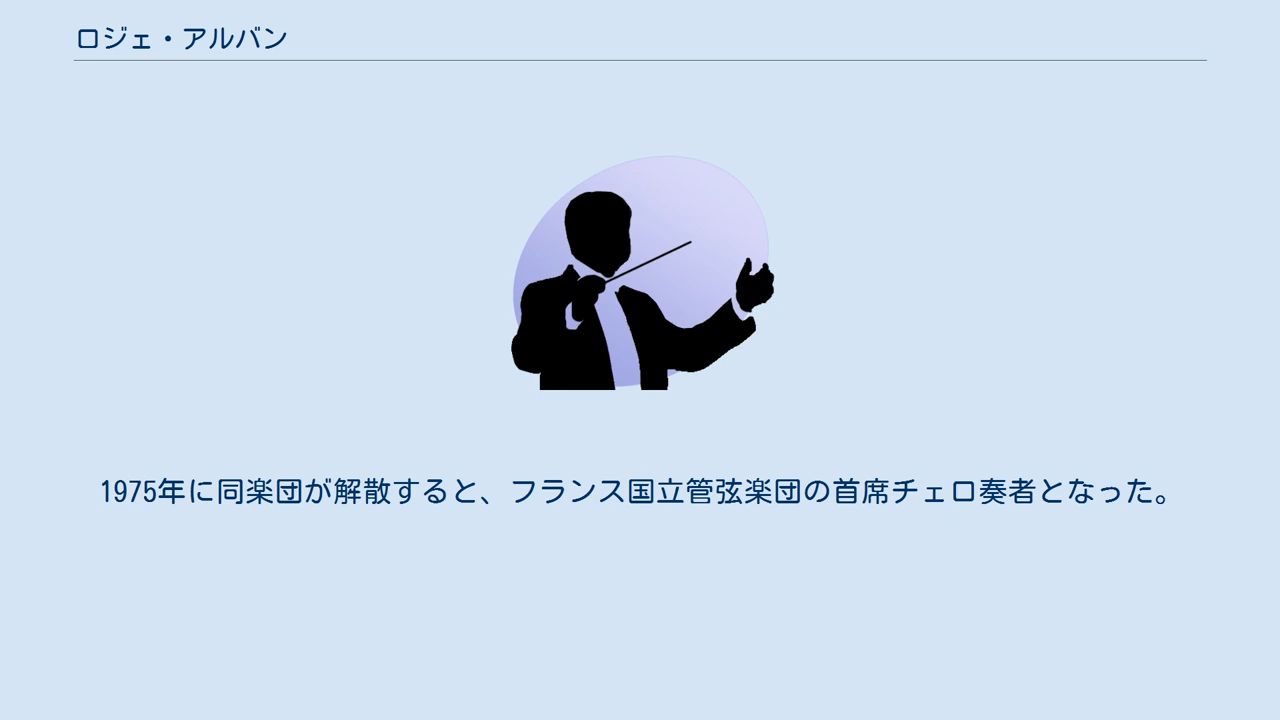 ロジェ・アルバン
1975年に同楽団が解散すると、フランス国立管弦楽団の首席チェロ奏者となった。